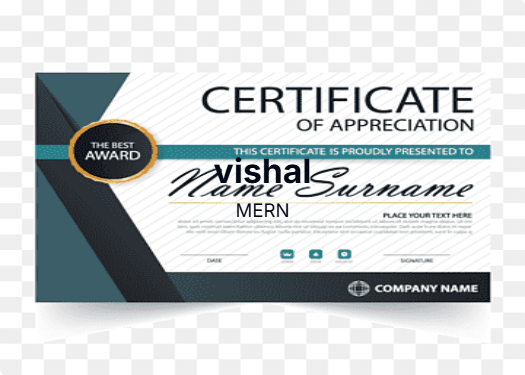 CERTIFICATE
OF APPRECIATION
THE BEST
AWARD
THIS CERTIFICATE IS PROUDLY PRESENTED TO
vishal
Name Surname
MERN
PLACE YOUR TEXT HERE
DATE
SIGNATURE
COMPANY NAME